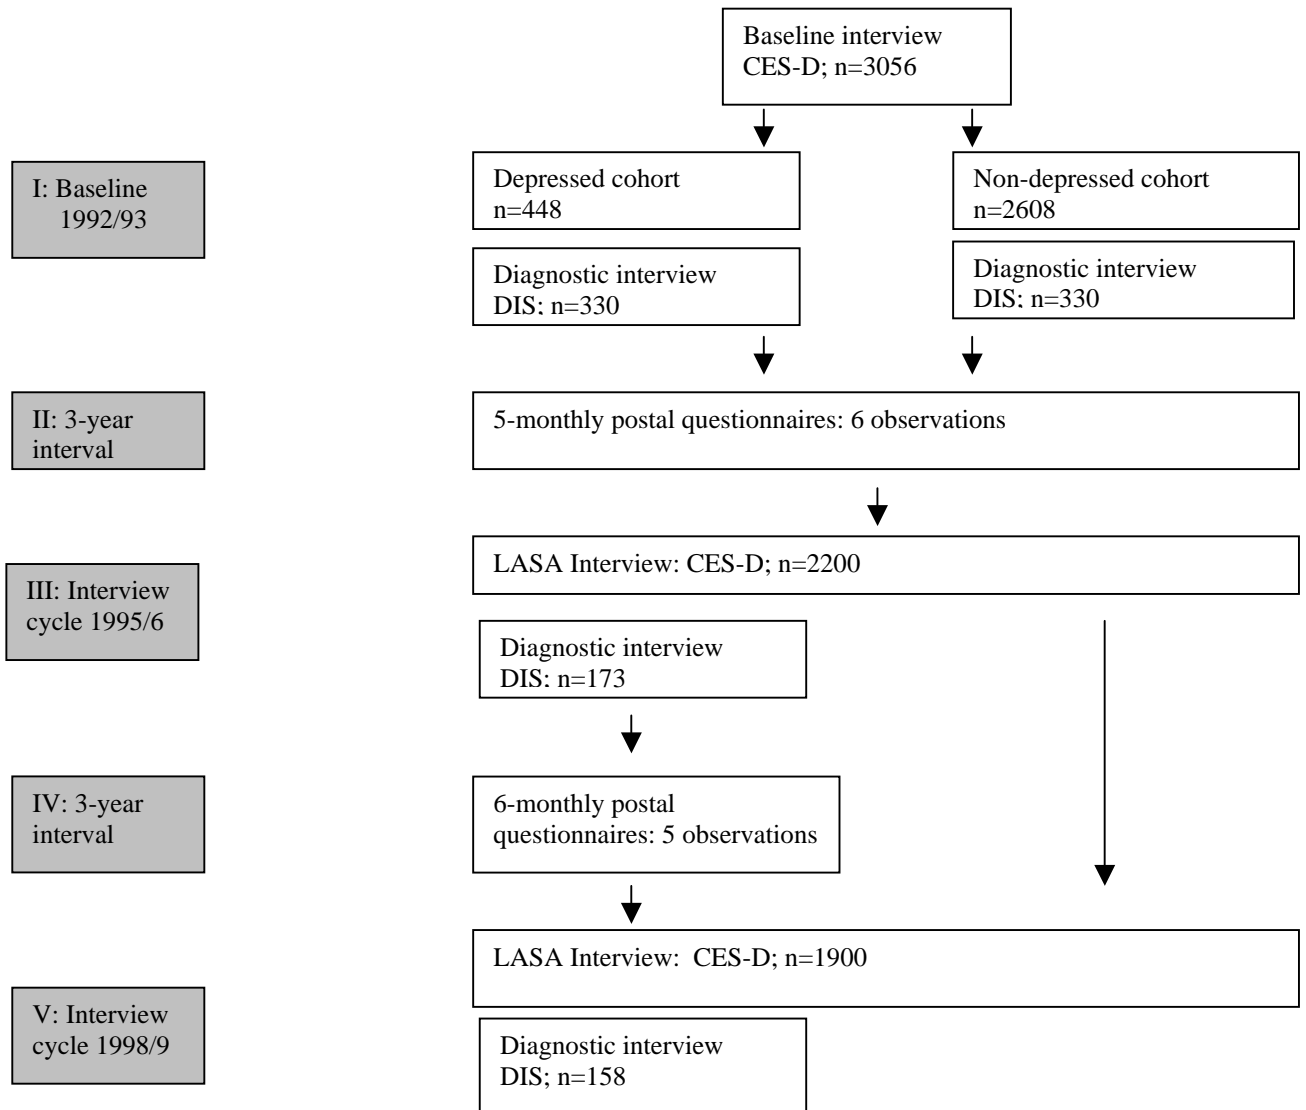 Baseline interview
CES-D; n=3056
I: Baseline
1992/93
Depressed cohort
n=448
Non-depressed cohort
n=2608
Diagnostic interview
DIS; n=330
Diagnostic interview
DIS; n=330
II: 3-year
interval
5-monthly postal questionnaires: 6 observations
LASA Interview: CES-D; n=2200
III: Interview
cycle 1995/6
Diagnostic interview
DIS; n=173
IV: 3-year
interval
6-monthly postal
questionnaires: 5 observations
LASA Interview: CES-D; n=1900
V: Interview
cycle 1998/9
Diagnostic interview
DIS; n=158